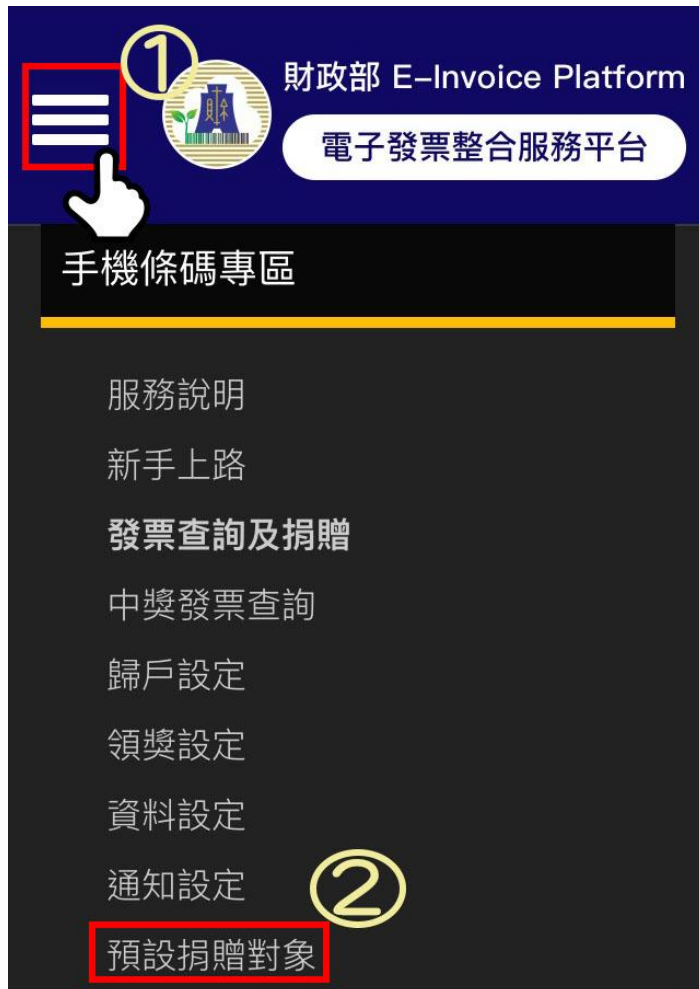 ①
財政部 E-Invoice Platform
電子發票整合服務平台
手機條碼專區
服務說明
新手上路
發票查詢及捐贈
中獎發票查詢
歸戶設定
領獎設定
資料設定
通知設定
②
預設捐贈對象